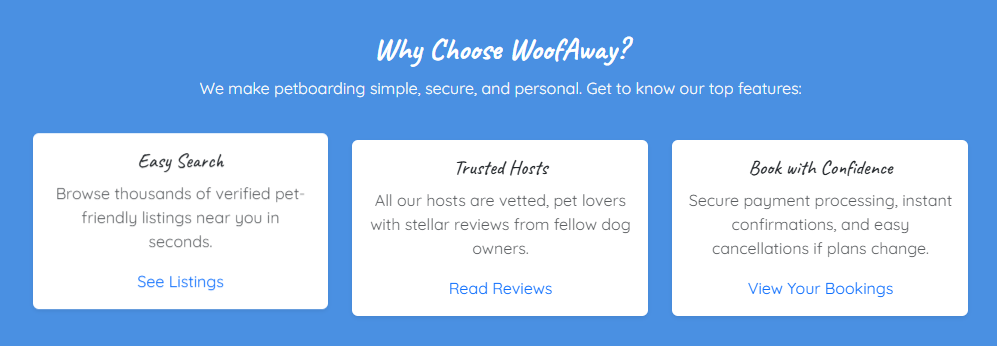 Why Choose WoofAway?
We make petboarding simple, secure, and personal. Get to know our top features:
Easy Search
Browse thousands of verified pet-
friendly listings near you in
seconds.
See Listings
Trusted Hosts
All our hosts are vetted, pet lovers
with stellar reviews from fellow dog
owners.
Read Reviews
Book with Confidence
Secure payment processing, instant
confirmations, and easy
cancellations if plans change.
View Your Bookings